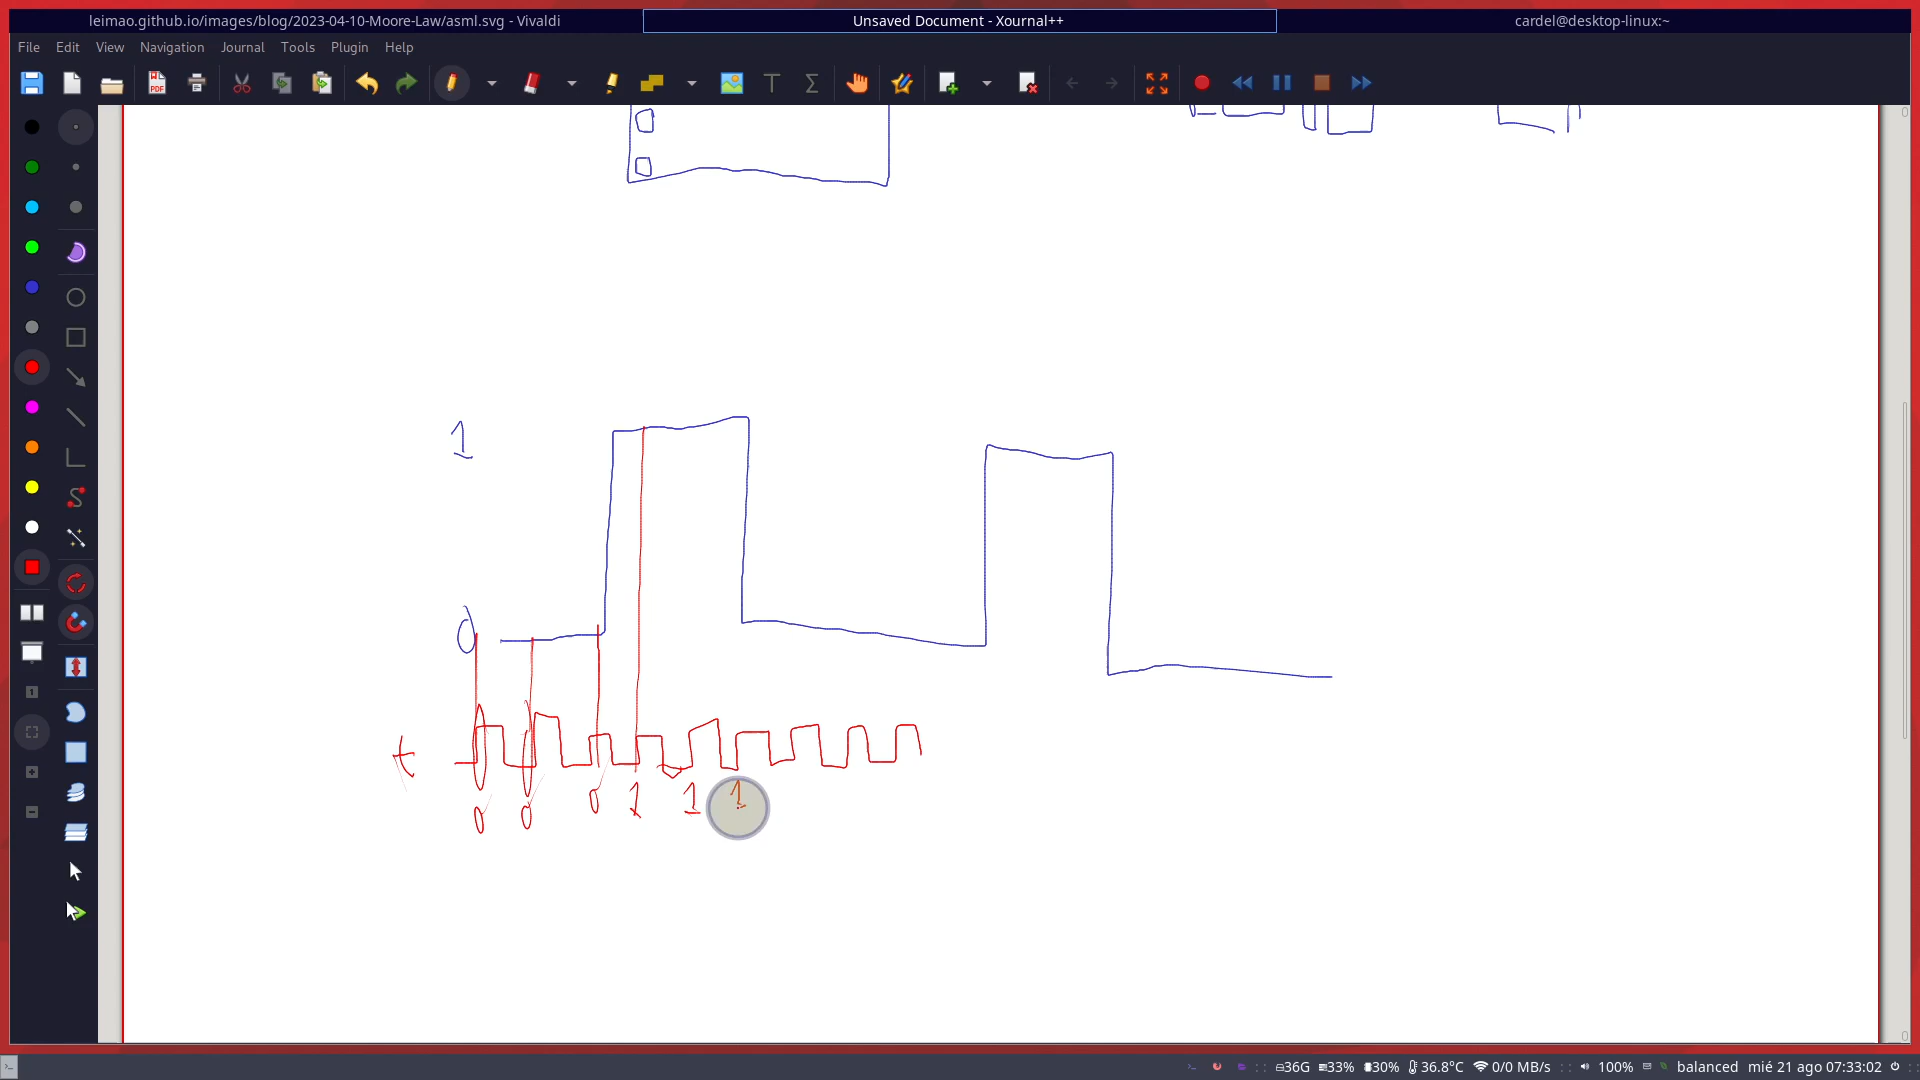 leimao.github.io/images/blog/2023-04-10-Moore-Law/asml.svg - Vivaldi
Unsaved Document - Xournal++
cardel@desktop-linux:~
File Edit View Navigation Journal Tools Plugin Help
1
0
t
0 0 0 1 1 1
36G 33% 30% 36.8°C 0/0 MB/s 100% balanced mié 21 ago 07:33:02